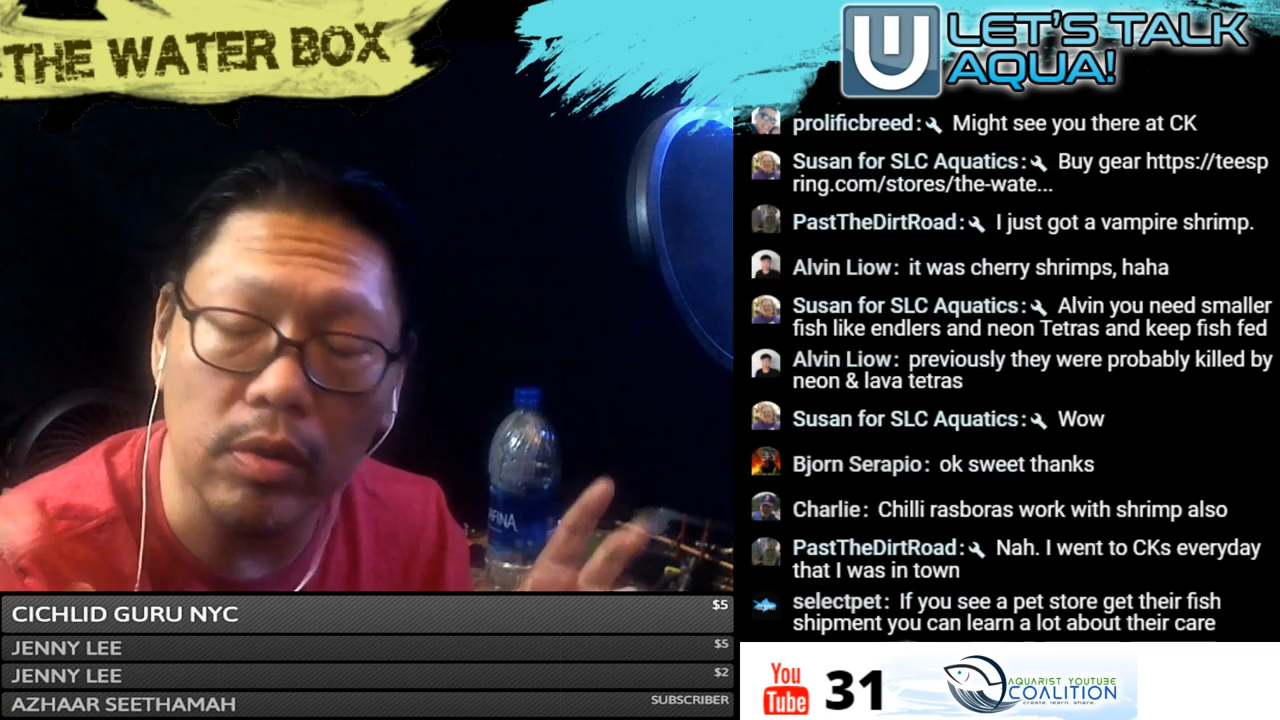 THE WATER BOX
LET'S TALK
AQUA!
prolificbreed: Might see you there at CK
Susan for SLC Aquatics: Buy gear https://teesp
ring.com/stores/the-wate...
PastTheDirtRoad: I just got a vampire shrimp.
Alvin Liow: it was cherry shrimps, haha
Susan for SLC Aquatics: Alvin you need smaller
fish like endlers and neon Tetras and keep fish fed
Alvin Liow: previously they were probably killed by
neon & lava tetras
Susan for SLC Aquatics: Wow
Bjorn Serapio: ok sweet thanks
Charlie: Chilli rasboras work with shrimp also
PastTheDirtRoad: Nah. I went to CKs everyday
that I was in town
selectpet: If you see a pet store get their fish
shipment you can learn a lot about their care
AFINA
CICHLID GURU NYC $5
JENNY LEE $5
JENNY LEE $2
AZHAAR SEETHAMAH SUBSCRIBER
You
Tube
31
AQUARIST YOUTUBE
COALITION
create. learn. share.